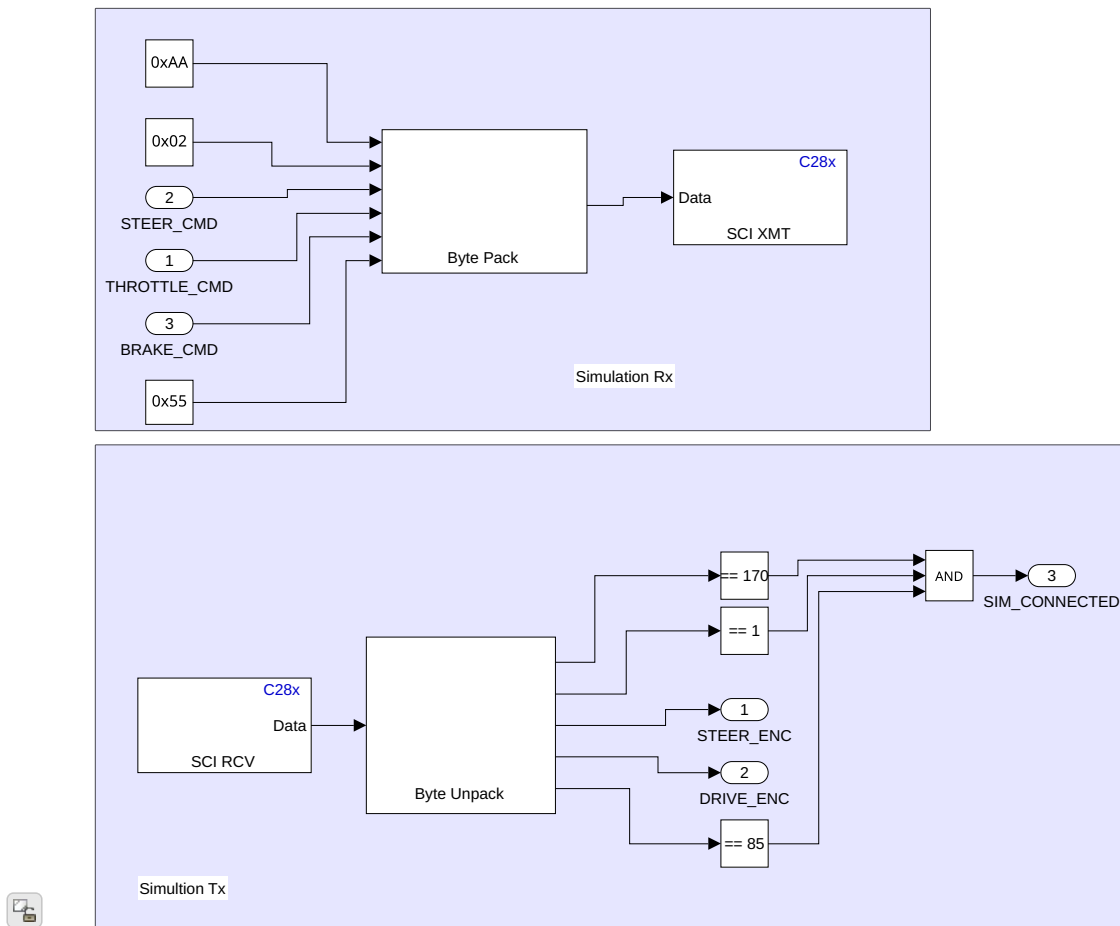 0xAA
0x02
2
STEER_CMD
1
THROTTLE_CMD
3
BRAKE_CMD
0x55
Byte Pack
C28x
Data
SCI XMT
Simulation Rx
C28x
Data
SCI RCV
Byte Unpack
== 170
== 1
1
STEER_ENC
2
DRIVE_ENC
== 85
AND
3
SIM_CONNECTED
Simultion Tx